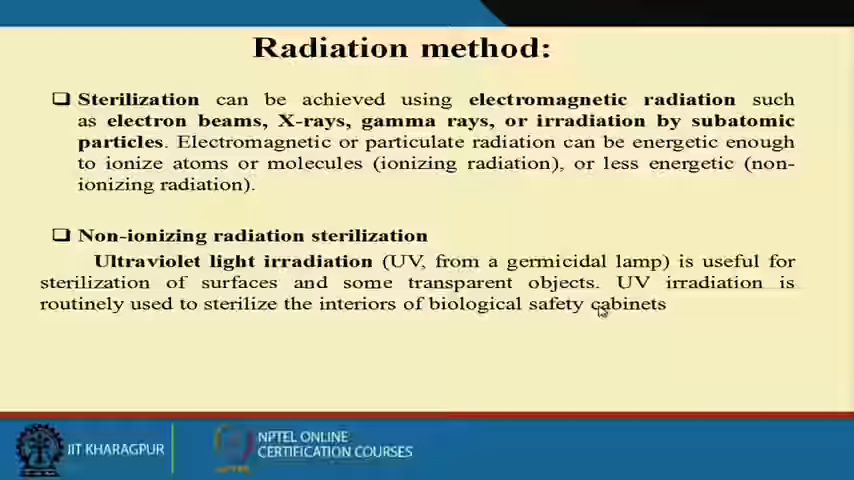 Radiation method:
❑ Sterilization can be achieved using electromagnetic radiation such
as electron beams, X-rays, gamma rays, or irradiation by subatomic
particles. Electromagnetic or particulate radiation can be energetic enough
to ionize atoms or molecules (ionizing radiation), or less energetic (non-
ionizing radiation).
❑ Non-ionizing radiation sterilization
Ultraviolet light irradiation (UV, from a germicidal lamp) is useful for
sterilization of surfaces and some transparent objects. UV irradiation is
routinely used to sterilize the interiors of biological safety cabinets
IIT KHARAGPUR
NPTEL ONLINE
CERTIFICATION COURSES